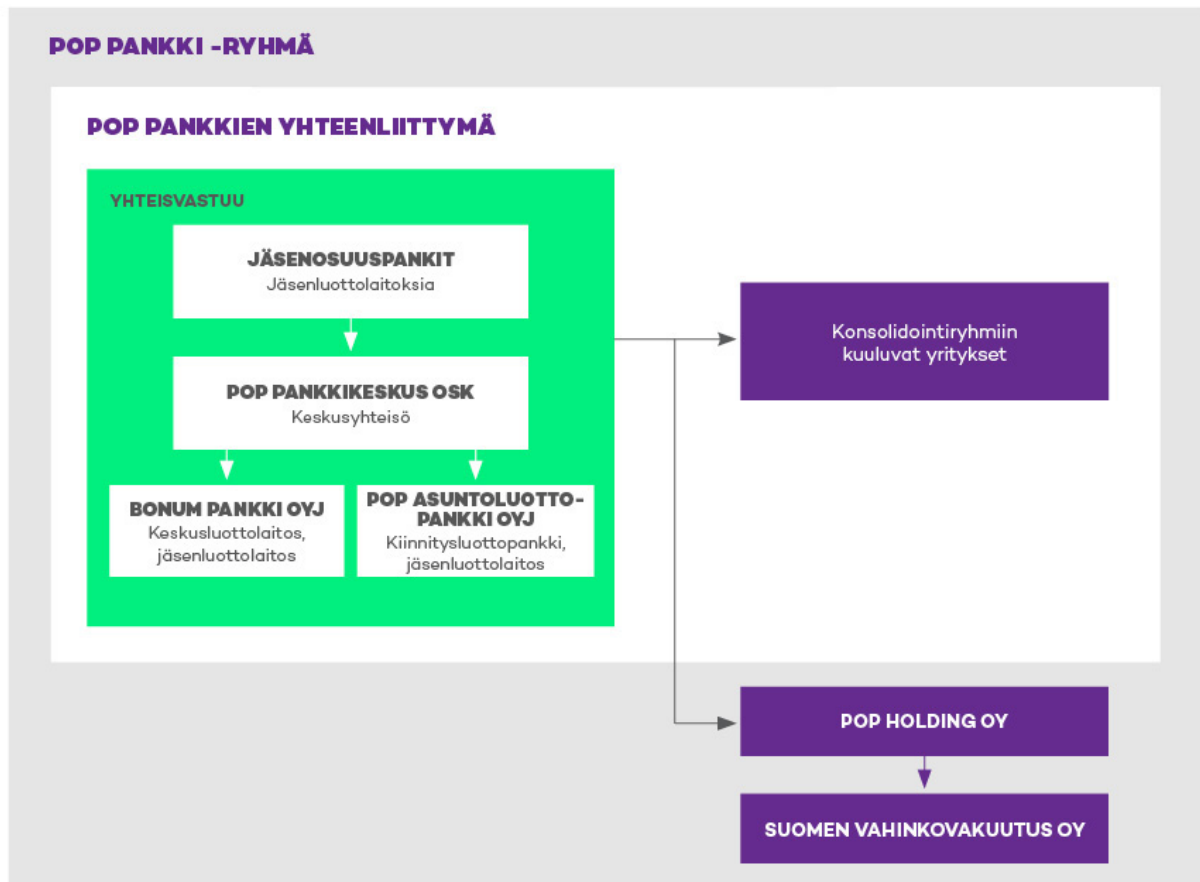 POP PANKKI -RYHMÄ
POP PANKKIEN YHTEENLIITTYMÄ
YHTEISVASTUU
JÄSENOSUUSPANKIT
Jäsenluottolaitoksia
POP PANKKIKESKUS OSK
Keskusyhteisö
BONUM PANKKI OYJ
Keskusluottolaitos,
jäsenluottolaitos
POP ASUNTOLUOTTO-
PANKKI OYJ
Kiinnitysluottopankki,
jäsenluottolaitos
Konsolidointiryhmiin
kuuluvat yritykset
POP HOLDING OY
SUOMEN VAHINKOVAKUUTUS OY